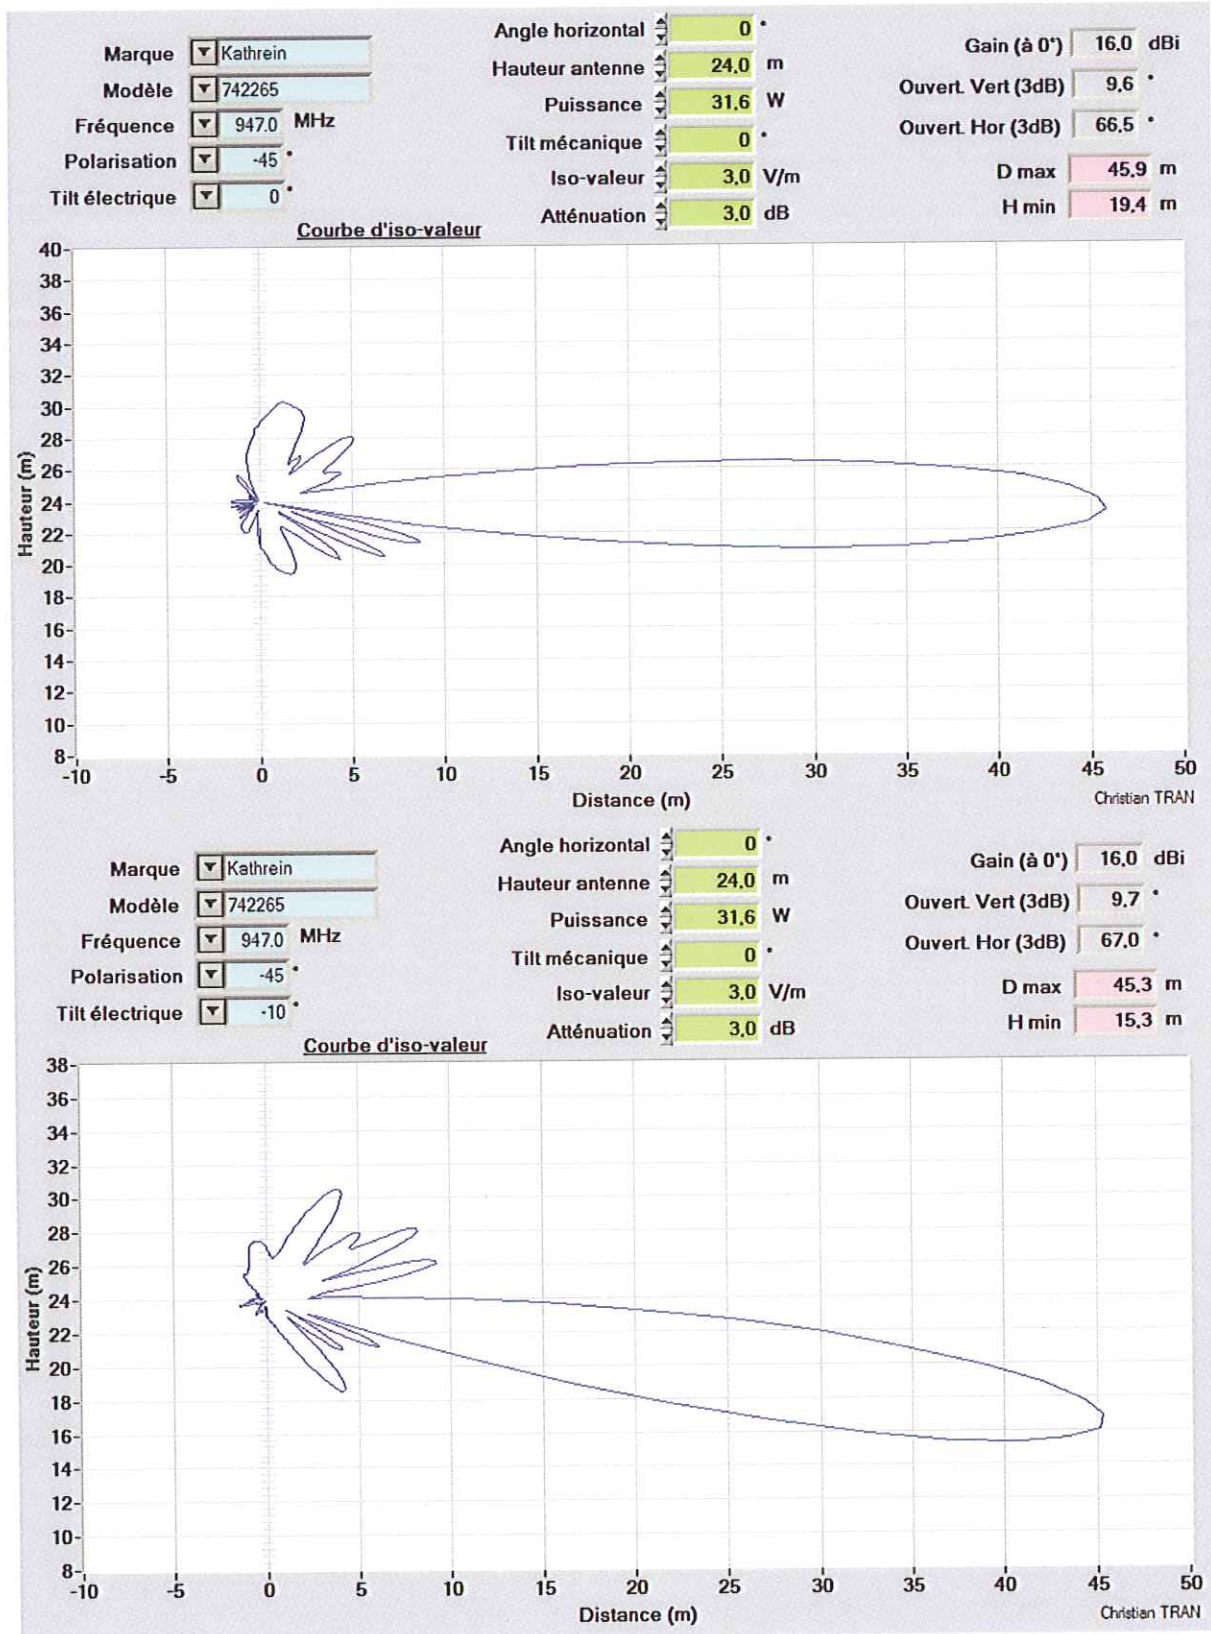 Marque Kathrein Angle horizontal 0 ° Gain (à 0°) 16.0 dBi
Modèle 742265 Hauteur antenne 24,0 m Ouvert. Vert (3dB) 9,6 °
Fréquence 947.0 MHz Puissance 31,6 W Ouvert. Hor (3dB) 66,5 °
Polarisation -45 ° Tilt mécanique 0 ° D max 45,9 m
Tilt électrique 0 ° Iso-valeur 3,0 V/m H min 19,4 m
Atténuation 3,0 dB
Courbe d'iso-valeur
Hauteur (m)
40
38
36
34
32
30
28
26
24
22
20
18
16
14
12
10
8
-10 -5 0 5 10 15 20 25 30 35 40 45 50
Distance (m)
Christian TRAN
Marque Kathrein Angle horizontal 0 ° Gain (à 0°) 16,0 dBi
Modèle 742265 Hauteur antenne 24,0 m Ouvert. Vert (3dB) 9,7 °
Fréquence 947.0 MHz Puissance 31,6 W Ouvert. Hor (3dB) 67,0 °
Polarisation -45 ° Tilt mécanique 0 ° D max 45,3 m
Tilt électrique -10 ° Iso-valeur 3,0 V/m H min 15,3 m
Atténuation 3,0 dB
Courbe d'iso-valeur
Hauteur (m)
38
36
34
32
30
28
26
24
22
20
18
16
14
12
10
8
-10 -5 0 5 10 15 20 25 30 35 40 45 50
Distance (m)
Christian TRAN